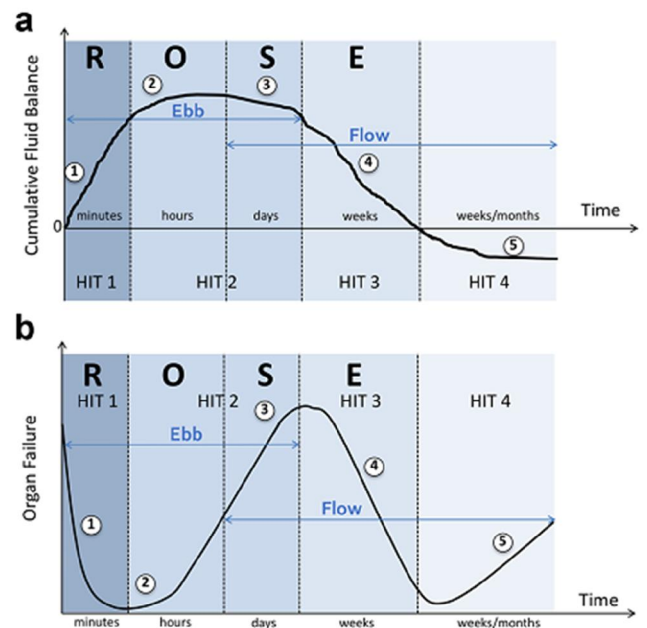 a
R O S E
2
3
Ebb
Flow
4
1
Cumulative Fluid Balance
minutes hours days weeks weeks/months Time
0
5
HIT 1 HIT 2 HIT 3 HIT 4
b
R O S E
HIT 1 HIT 2 HIT 3 HIT 4
3
Ebb
4
Organ Failure
Flow
1
5
2
Time
minutes hours days weeks weeks/months